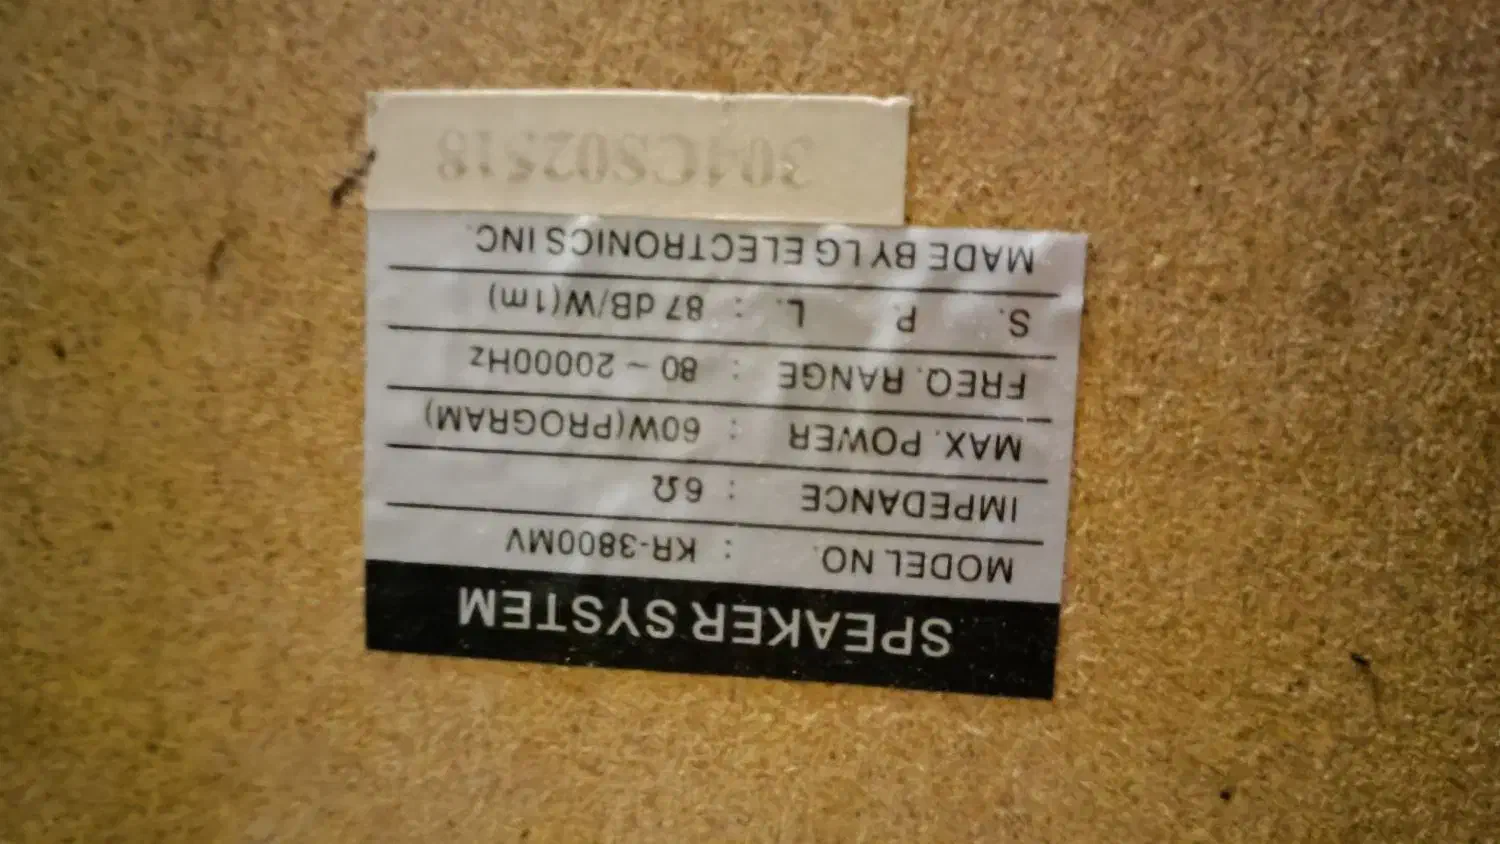 SPEAKER SYSTEM
MODEL NO. : KR-3800MV
IMPEDANCE : 6Ω
MAX. POWER : 60W(PROGRAM)
FREQ. RANGE : 80 ~ 20000Hz
S. P. L. : 87 dB/W(1m)
MADE BY LG ELECTRONICS INC.
304CS02518